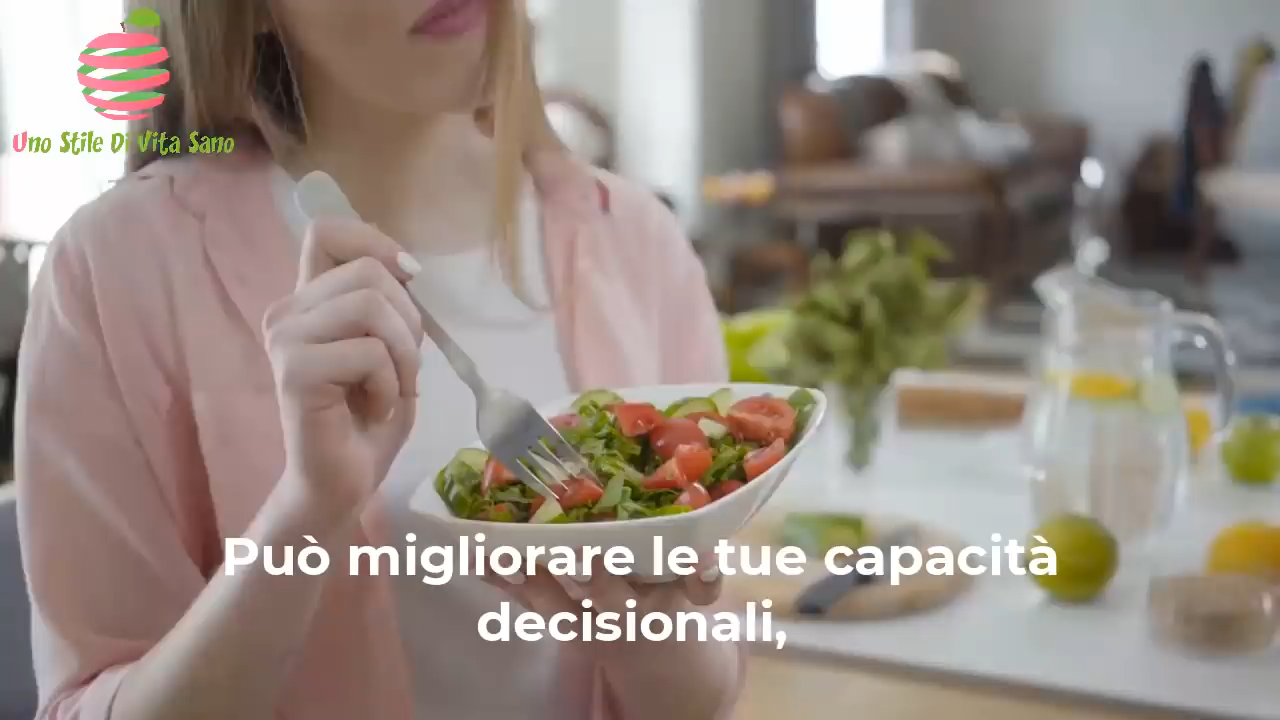 Uno Stile Di Vita Sano
Può migliorare le tue capacità
decisionali,